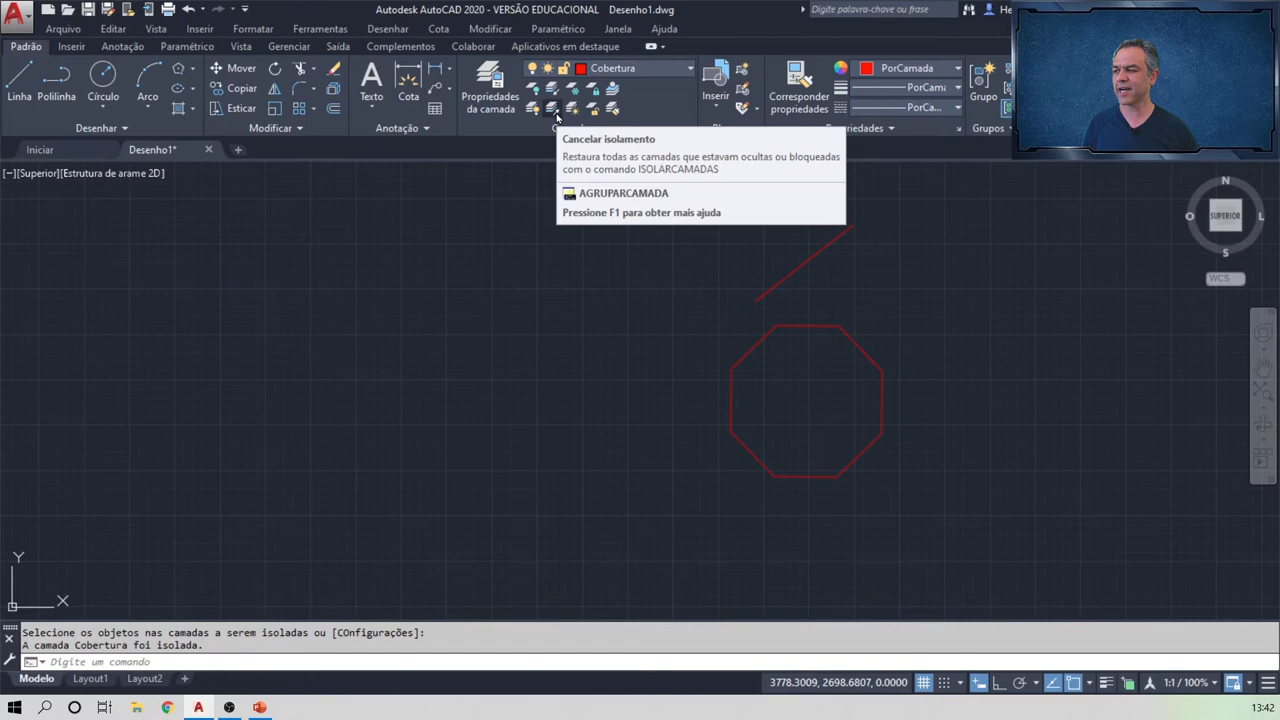 Autodesk AutoCAD 2020 - VERSÃO EDUCACIONAL Desenho1.dwg
Digite palavra-chave ou frase
Arquivo Editar Vista Inserir Formatar Ferramentas Desenhar Cota Modificar Paramétrico Janela Ajuda
Padrão Inserir Anotação Paramétrico Vista Gerenciar Saída Complementos Colaborar Aplicativos em destaque
Linha Polilinha Círculo Arco
Mover
Copiar
Esticar
Texto Cota
Propriedades
da camada
Cobertura
Inserir
Corresponder
propriedades
PorCamada
PorCama
PorCa...
Grupo
Desenhar
Modificar
Anotação
Propriedades
Grupos
Iniciar
Desenho1*
[−][Superior][Estrutura de arame 2D]
Cancelar isolamento
Restaura todas as camadas que estavam ocultas ou bloqueadas
com o comando ISOLARCAMADAS
AGRUPARCAMADA
Pressione F1 para obter mais ajuda
N
O SUPERIOR L
S
WCS
Y
X
Selecione os objetos nas camadas a serem isoladas ou [COnfigurações]:
A camada Cobertura foi isolada.
Digite um comando
Modelo Layout1 Layout2 +
3778.3009, 2698.6807, 0.0000
1:1 / 100%
13:42